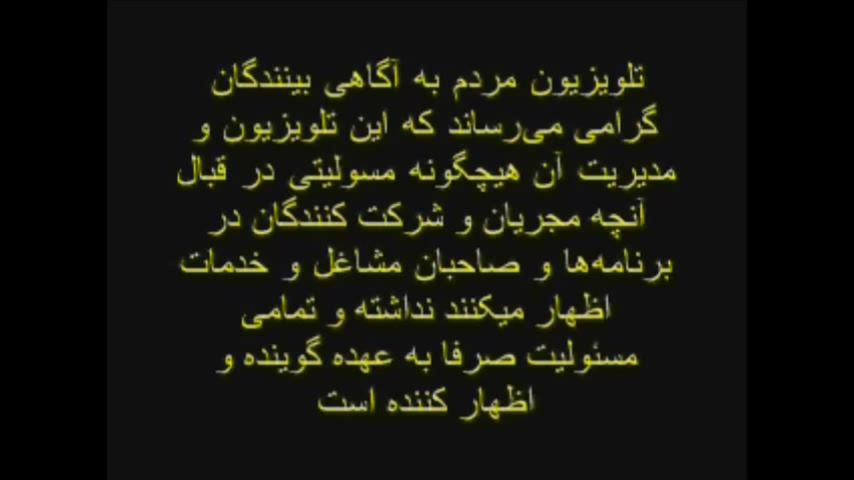 تلویزیون مردم به آگاهی بینندگان
گرامی می‌رساند که این تلویزیون و
مدیریت آن هیچگونه مسولیتی در قبال
آنچه مجریان و شرکت کنندگان در
برنامه‌ها و صاحبان مشاغل و خدمات
اظهار میکنند نداشته و تمامی
مسئولیت صرفا به عهده گوینده و
اظهار کننده است